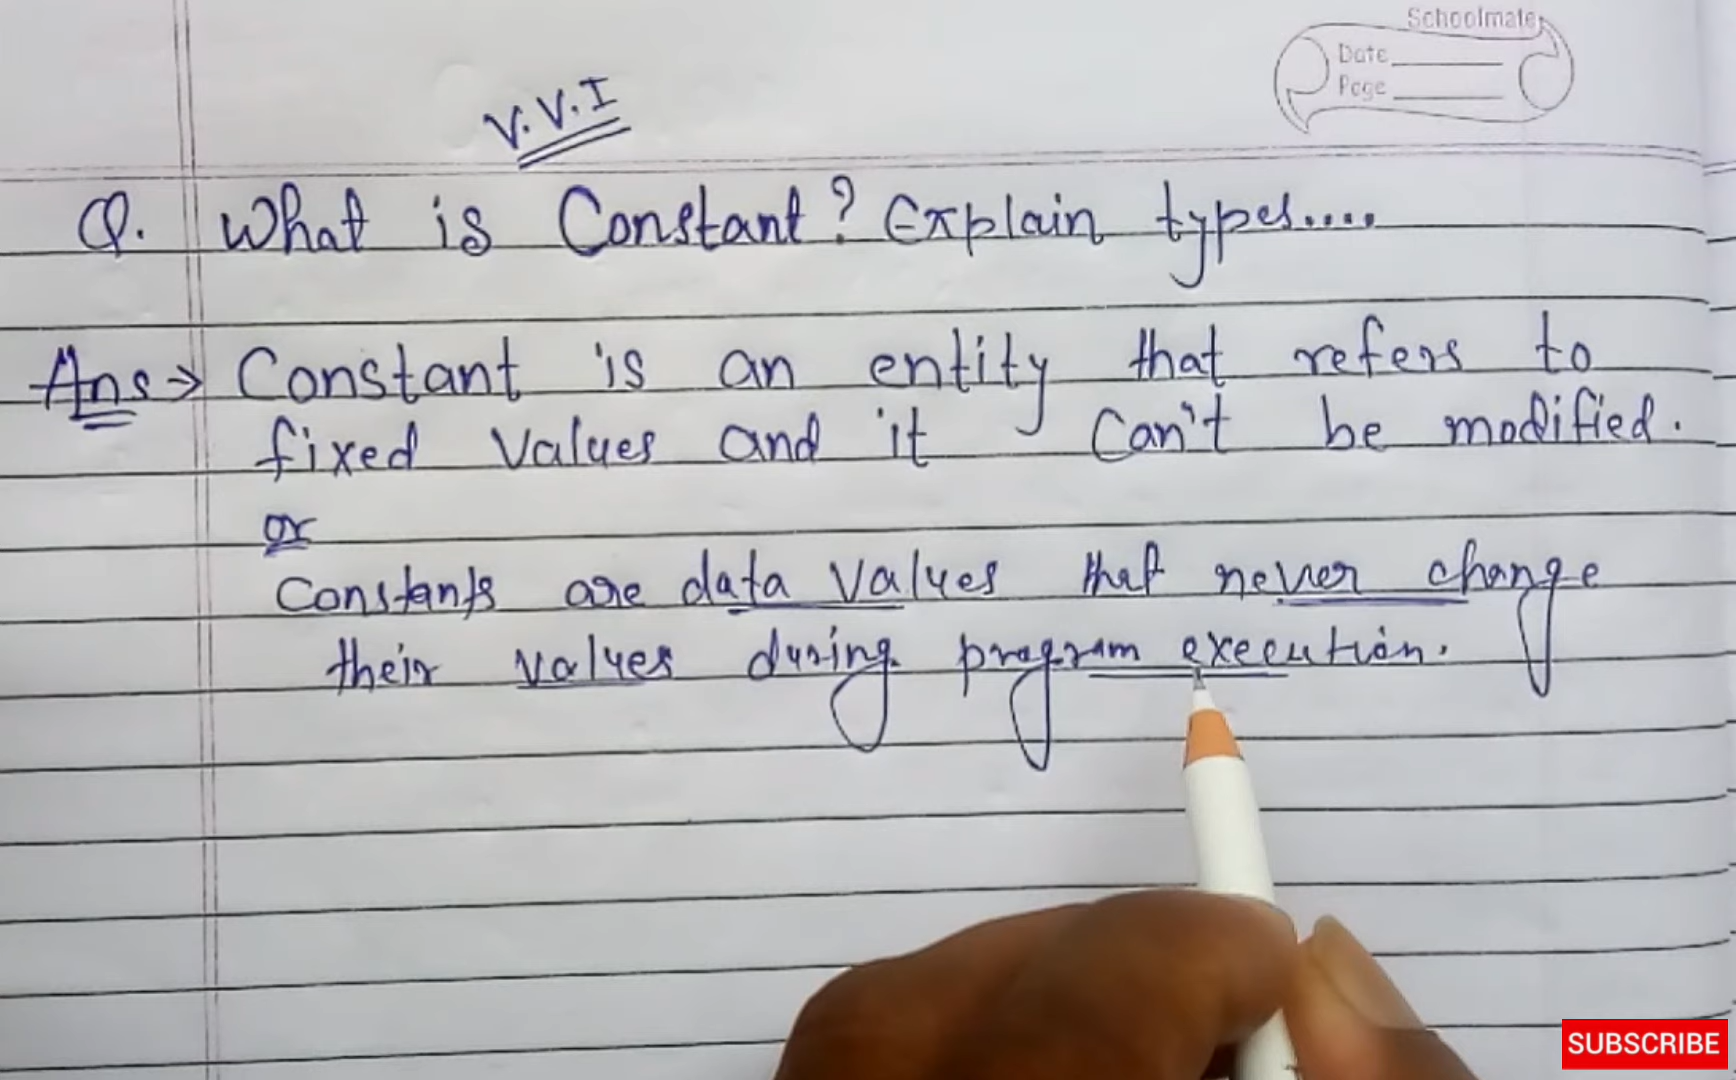 Schoolmate
Date
Page
V.V.I
Q. What is Constant? Explain types....
Ans⇒ Constant is an entity that refers to
fixed values and it can't be modified.
or
Constants are data values that never change
their values during program execution.
SUBSCRIBE